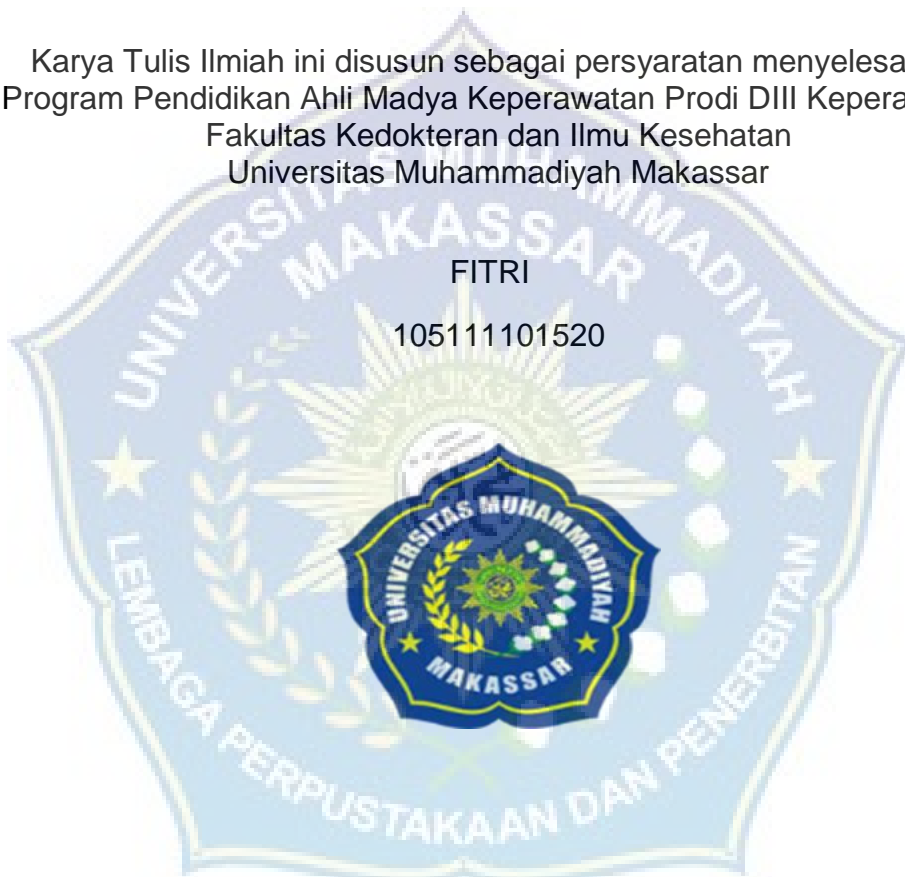 Karya Tulis Ilmiah ini disusun sebagai persyaratan menyelesa
Program Pendidikan Ahli Madya Keperawatan Prodi DIII Kepera
Fakultas Kedokteran dan Ilmu Kesehatan
Universitas Muhammadiyah Makassar
UNIVERSITAS MUHAMMADIYAH
MAKASSAR
FITRI
105111101520
UNIVERSITAS MUHAMMADIYAH
MAKASSAR
LEMBAGA PERPUSTAKAAN DAN PENERBITAN